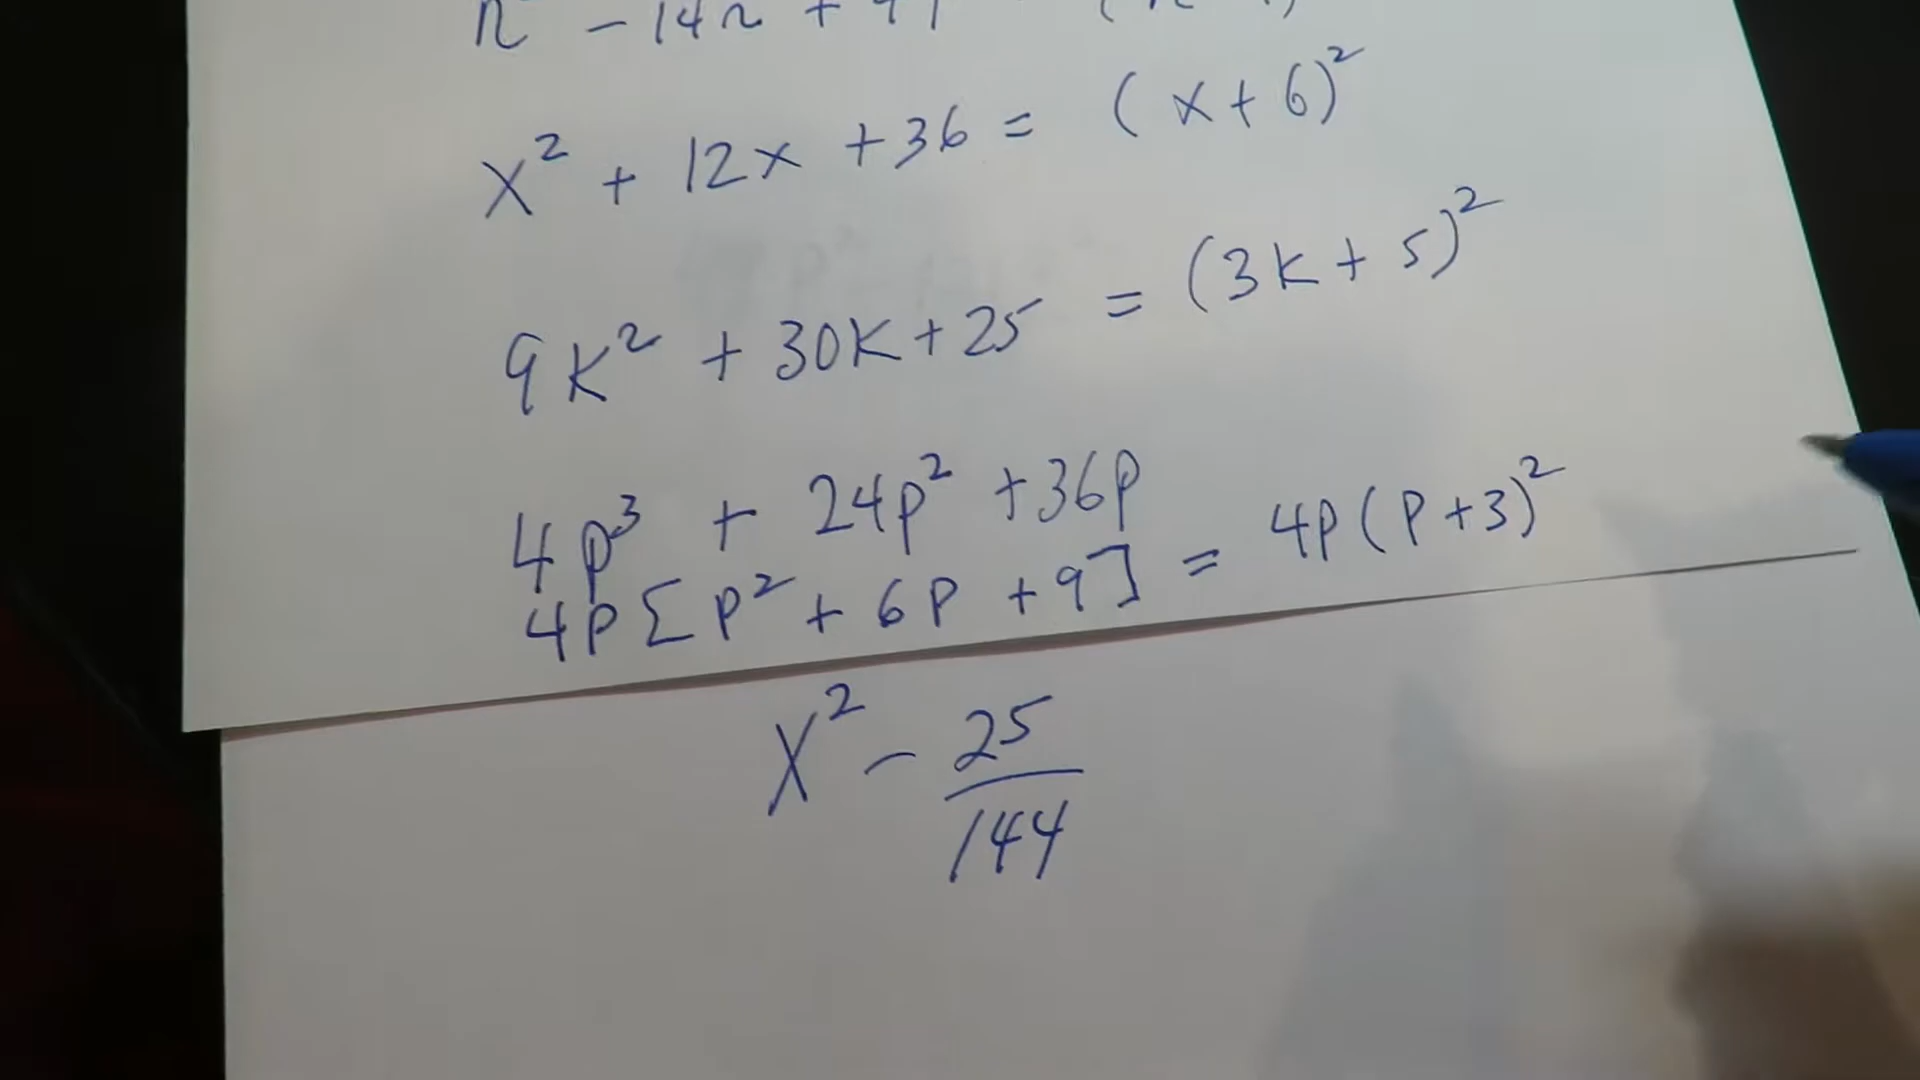 - 14n +
x² + 12x + 36 = (x + 6)²
9k² + 30k + 25 = (3k + 5)²
4p³ + 24p² + 36p
4p[p² + 6p + 9] = 4p(p + 3)²
x² - 25/144